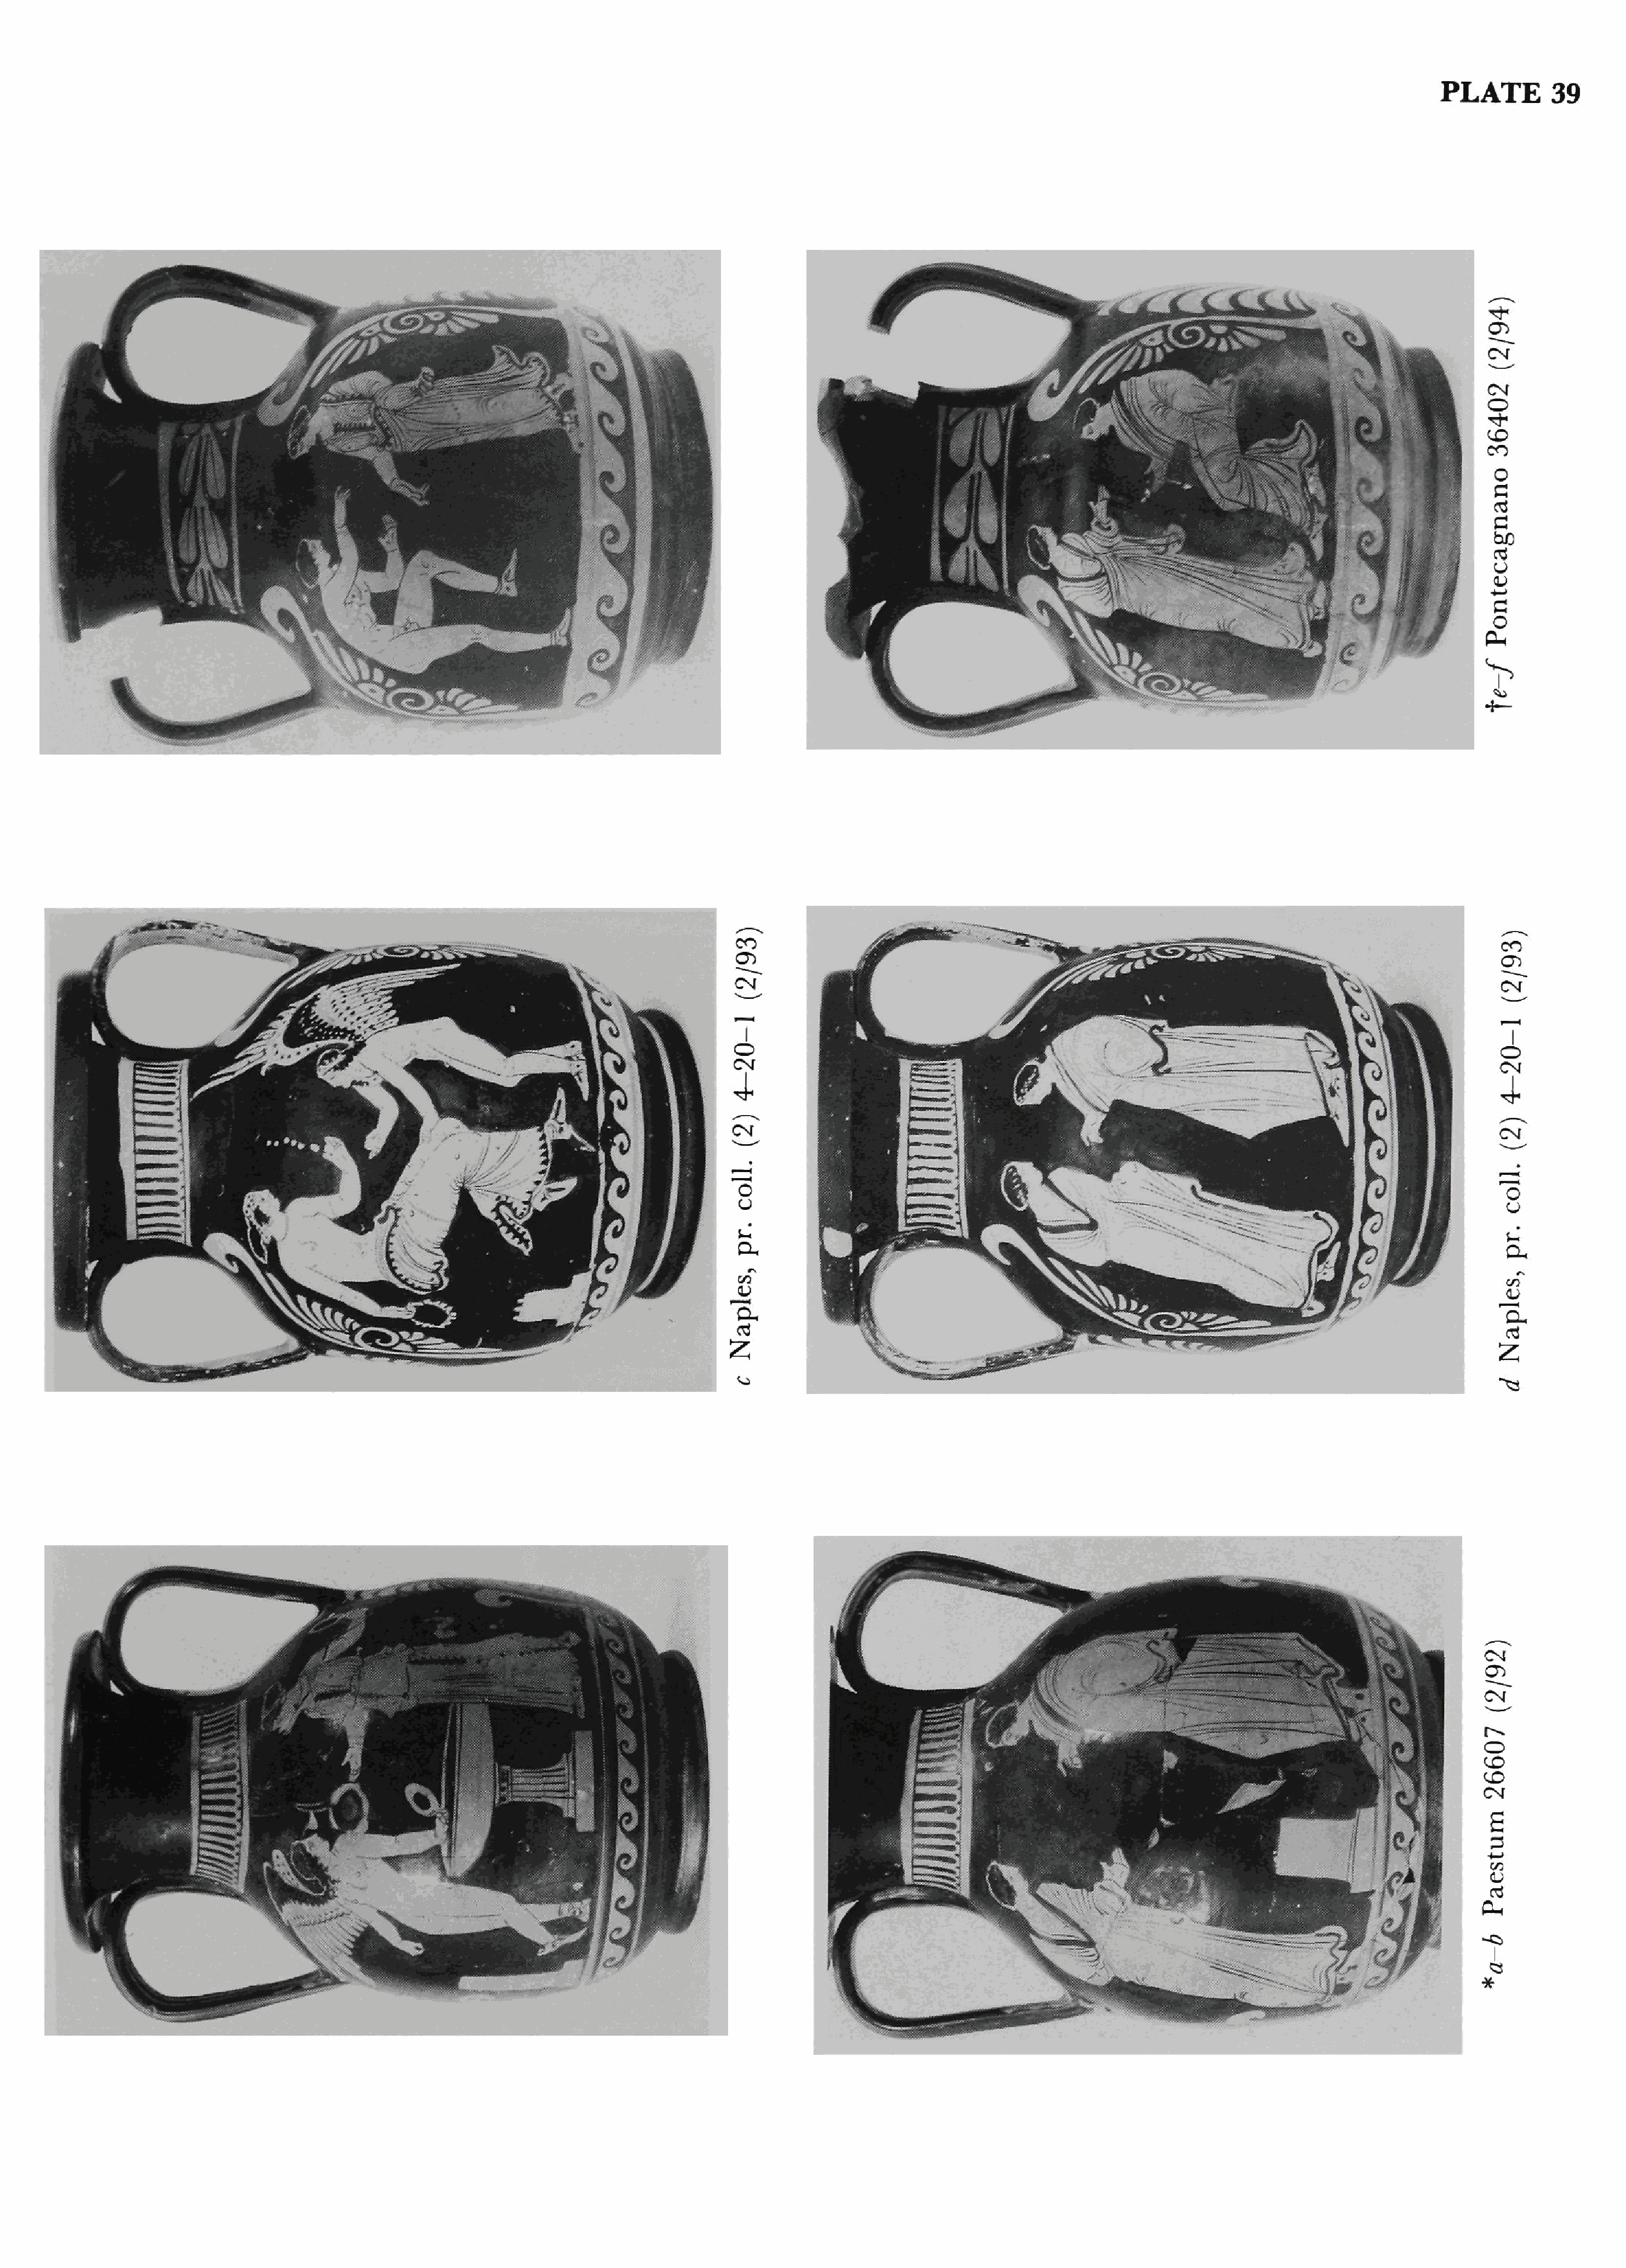 PLATE 39
*a–b Paestum 26607 (2/92)
c Naples, pr. coll. (2) 4–20–1 (2/93)
d Naples, pr. coll. (2) 4–20–1 (2/93)
†e–f Pontecagnano 36402 (2/94)